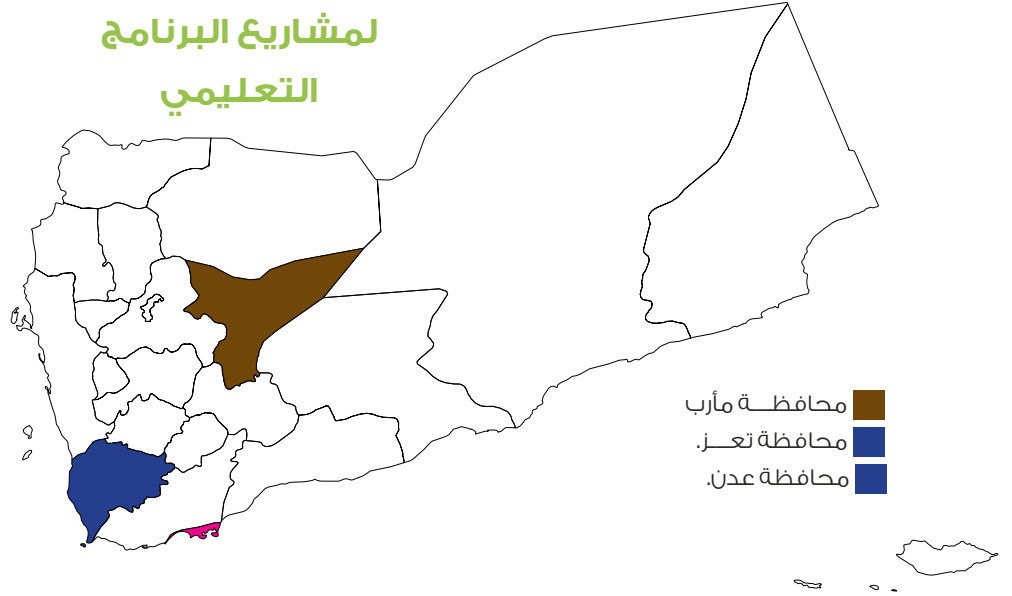 لمشاريع البرنامج
التعليمي
محافظـــة مأرب
محافظة تعـــز.
محافظة عدن.